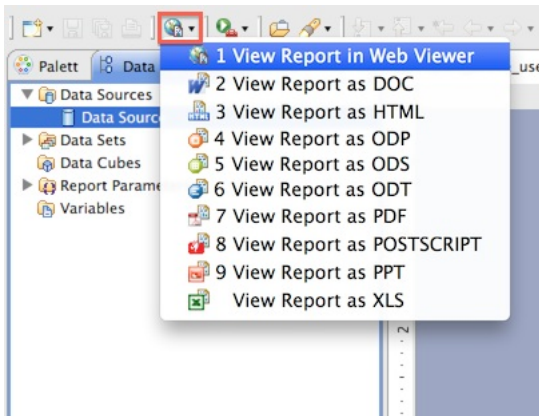 1 View Report in Web Viewer
Palett
Data
_use
2 View Report as DOC
Data Sources
3 View Report as HTML
Data Sourc
4 View Report as ODP
Data Sets
5 View Report as ODS
Data Cubes
6 View Report as ODT
Report Parame
7 View Report as PDF
Variables
8 View Report as POSTSCRIPT
9 View Report as PPT
View Report as XLS
2